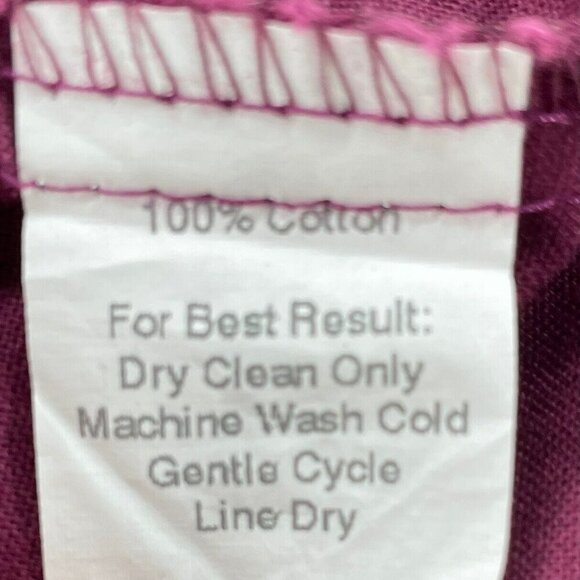 100% Cotton
For Best Result:
Dry Clean Only
Machine Wash Cold
Gentle Cycle
Line Dry